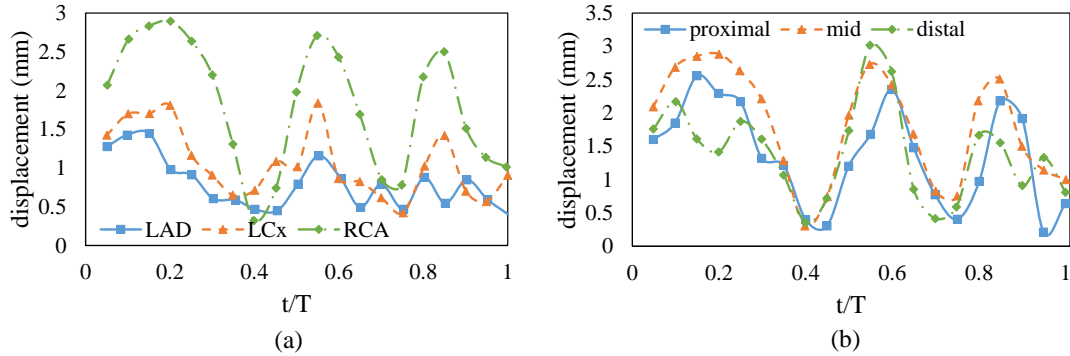 displacement (mm)
3
2.5
2
1.5
1
0.5
0
0 0.2 0.4 0.6 0.8 1
LAD LCx RCA
t/T
(a)
displacement (mm)
3.5
3
2.5
2
1.5
1
0.5
0
proximal mid distal
0 0.2 0.4 0.6 0.8 1
t/T
(b)